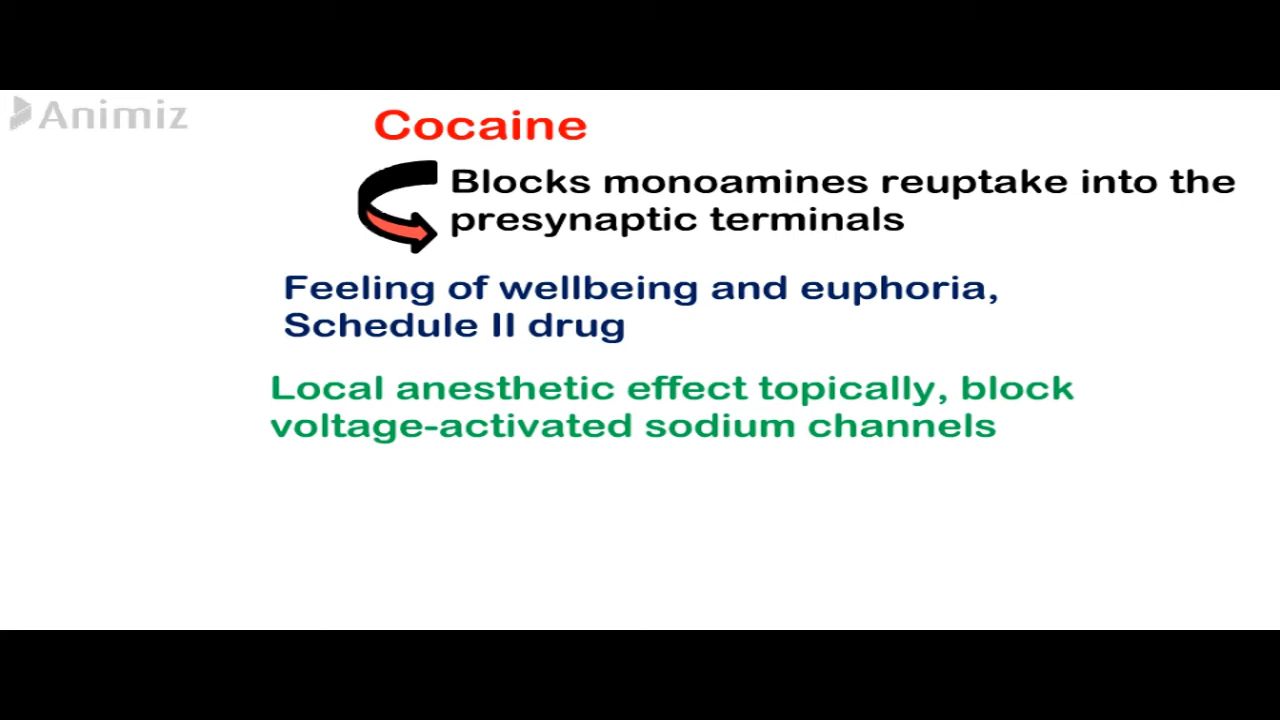 Animiz
Cocaine
Blocks monoamines reuptake into the
presynaptic terminals
Feeling of wellbeing and euphoria,
Schedule II drug
Local anesthetic effect topically, block
voltage-activated sodium channels